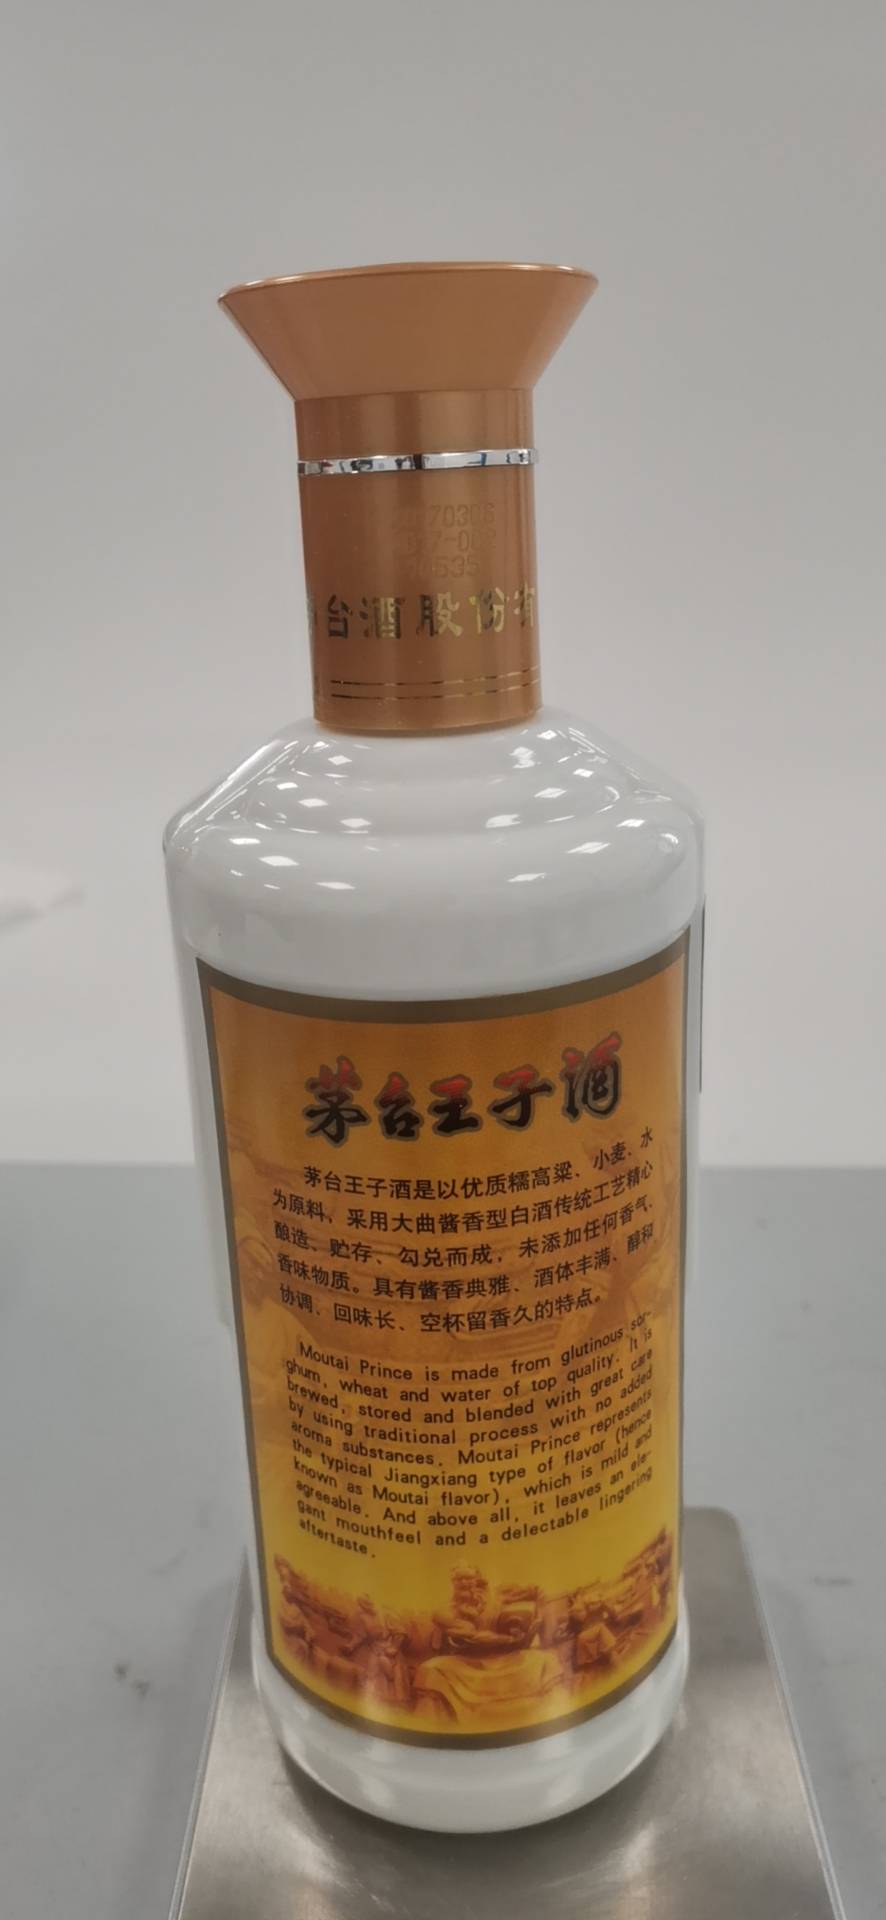 台酒股份有
茅台王子酒
茅台王子酒是以优质糯高粱、小麦、水
为原料，采用大曲酱香型白酒传统工艺精心
酿造、贮存、勾兑而成，未添加任何香气、
香味物质。具有酱香典雅、酒体丰满、醇和
协调、回味长、空杯留香久的特点。
Moutai Prince is made from glutinous sor-
ghum, wheat and water of top quality. It is
brewed, stored and blended with great care
by using traditional process with no added
aroma substances. Moutai Prince represents
the typical Jiangxiang type of flavor (hence
known as Moutai flavor), which is mild and
agreeable. And above all, it leaves an ele-
gant mouthfeel and a delectable lingering
aftertaste.